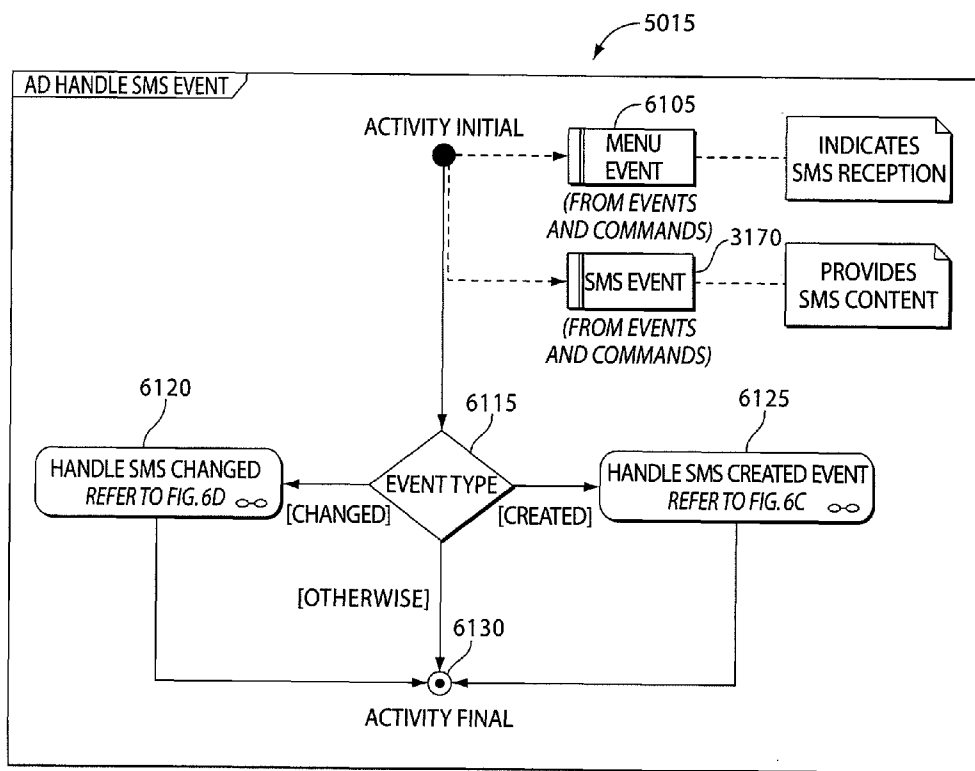 5015
AD HANDLE SMS EVENT
6105
ACTIVITY INITIAL
MENU
EVENT
INDICATES
SMS RECEPTION
(FROM EVENTS
AND COMMANDS)
3170
SMS EVENT
PROVIDES
SMS CONTENT
(FROM EVENTS
AND COMMANDS)
6120
6115
6125
HANDLE SMS CHANGED
REFER TO FIG. 6D
EVENT TYPE
HANDLE SMS CREATED EVENT
REFER TO FIG. 6C
[CHANGED]
[CREATED]
[OTHERWISE]
6130
ACTIVITY FINAL